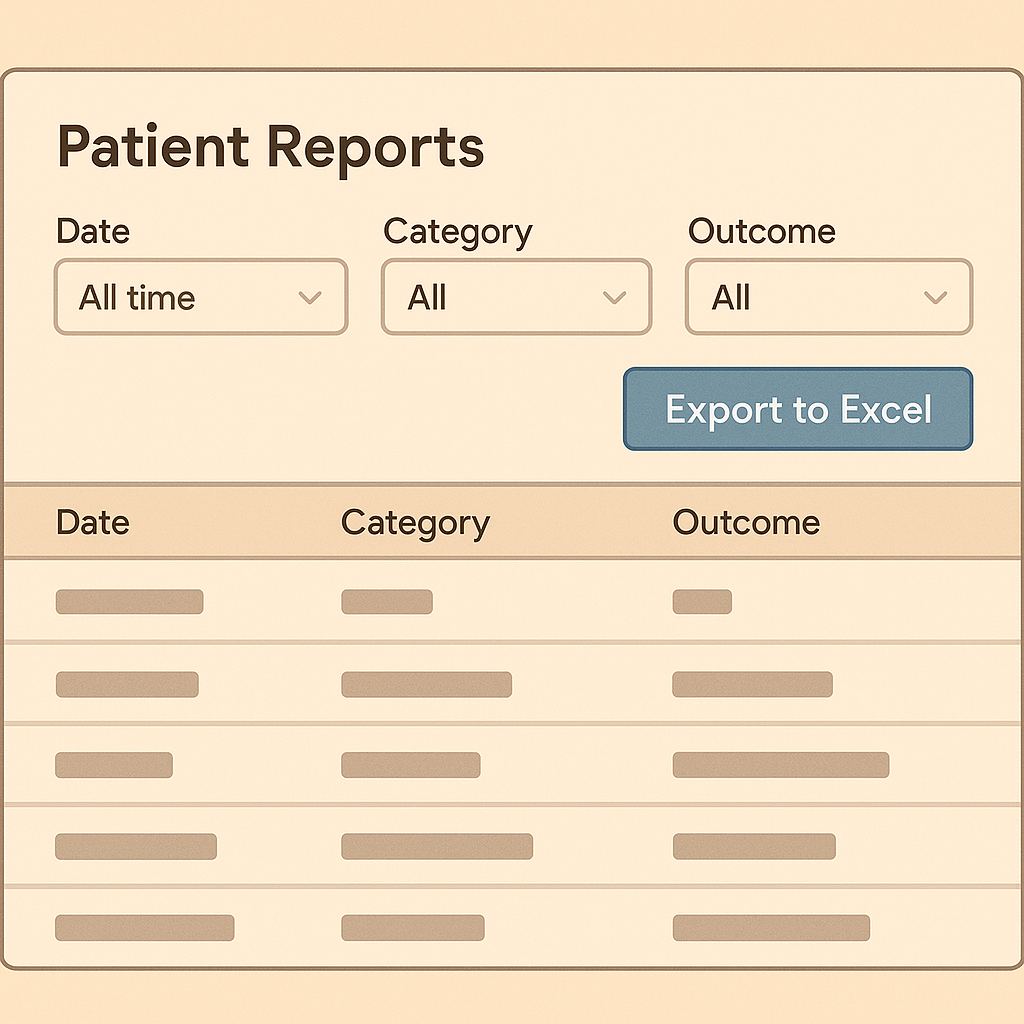 Patient Reports
Date Category Outcome
All time All All
Export to Excel
Date Category Outcome